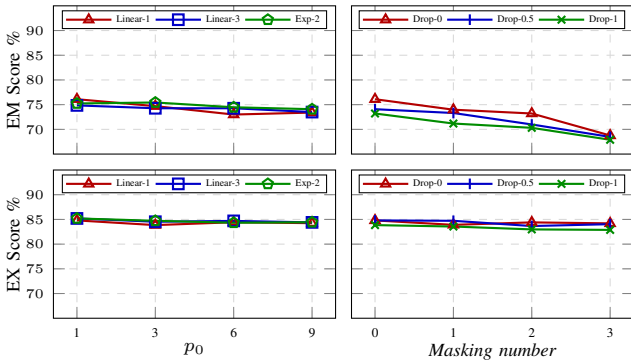 Linear-1 Linear-3 Exp-2
Drop-0 Drop-0.5 Drop-1
EM Score %
90
85
80
75
70
Linear-1 Linear-3 Exp-2
Drop-0 Drop-0.5 Drop-1
EX Score %
90
85
80
75
70
1 3 6 9
0 1 2 3
p0
Masking number